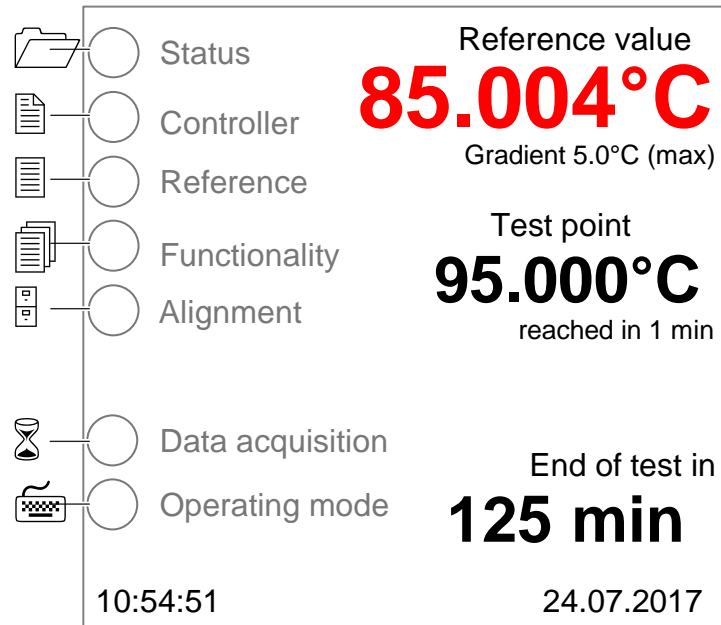 Status
Controller
Reference
Functionality
Alignment
Data acquisition
Operating mode
Reference value
85.004°C
Gradient 5.0°C (max)
Test point
95.000°C
reached in 1 min
End of test in
125 min
10:54:51
24.07.2017